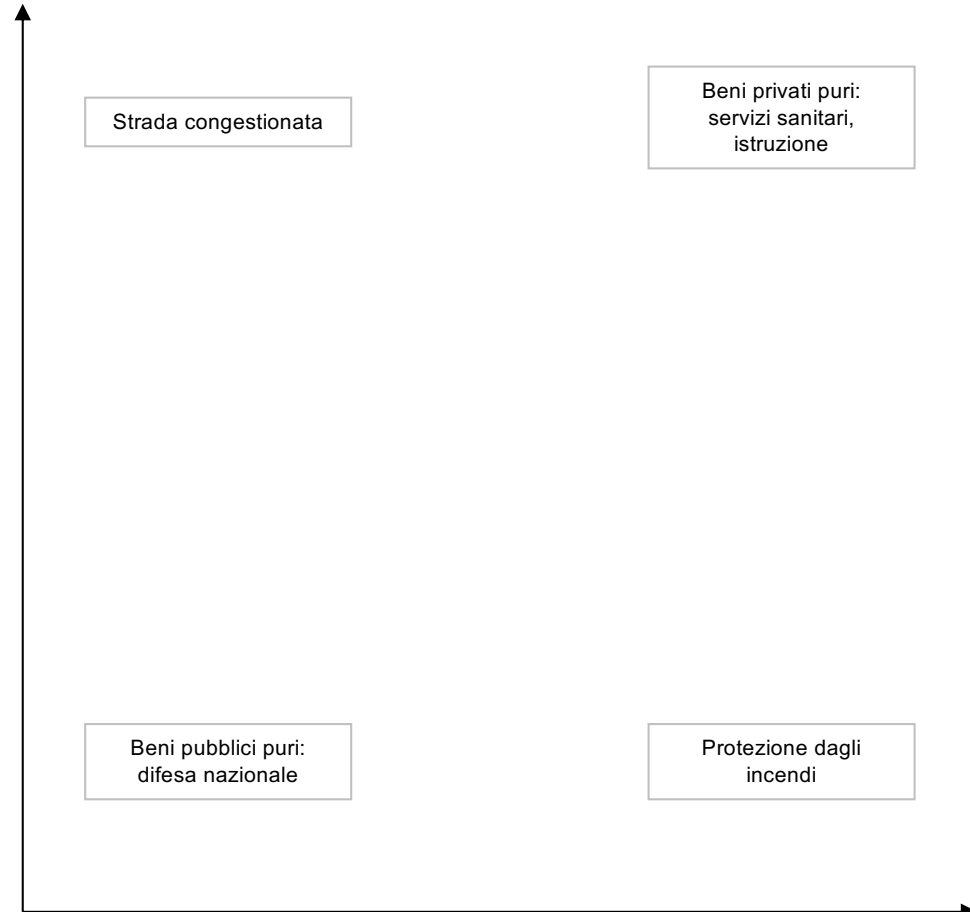 Strada congestionata
Beni privati puri:
servizi sanitari,
istruzione
Beni pubblici puri:
difesa nazionale
Protezione dagli
incendi